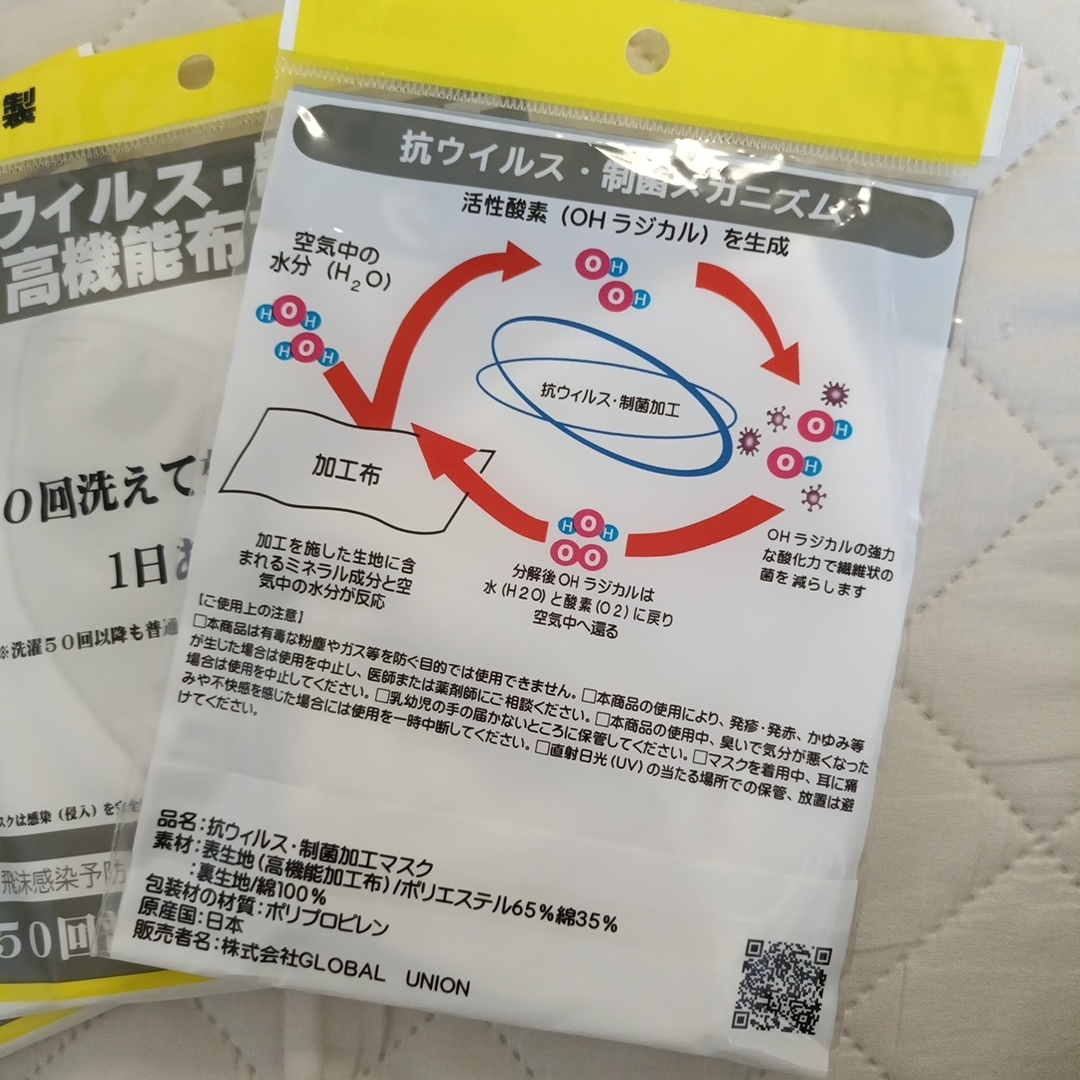 製
ウィルス・
高機能布
０回洗えて
1日
※洗濯５０回以降も普通
スクは感染（侵入）を
飛沫感染予防
50回
抗ウイルス・制菌メカニズム
活性酸素（OHラジカル）を生成
空気中の
水分（H2O）
H O H
H O H
O H
O H
抗ウィルス・制菌加工
O H
O H
加工布
H O H
O O
加工を施した生地に含
まれるミネラル成分と空
気中の水分が反応
分解後OHラジカルは
水(H2O)と酸素(O2)に戻り
空気中へ還る
OHラジカルの強力
な酸化力で繊維状の
菌を減らします
【ご使用上の注意】
□本商品は有毒な粉塵やガス等を防ぐ目的では使用できません。□本商品の使用により、発疹・発赤、かゆみ等
が生じた場合は使用を中止し、医師または薬剤師にご相談ください。□本商品の使用中、臭いで気分が悪くなった
場合は使用を中止してください。□乳幼児の手の届かないところに保管してください。□マスクを着用中、耳に痛
みや不快感を感じた場合には使用を一時中断してください。□直射日光(UV)の当たる場所での保管、放置は避
けてください。
品名：抗ウィルス・制菌加工マスク
素材：表生地(高機能加工布)/ポリエステル65％綿35％
：裏生地/綿100％
包装材の材質：ポリプロピレン
原産国：日本
販売者名：株式会社GLOBAL UNION